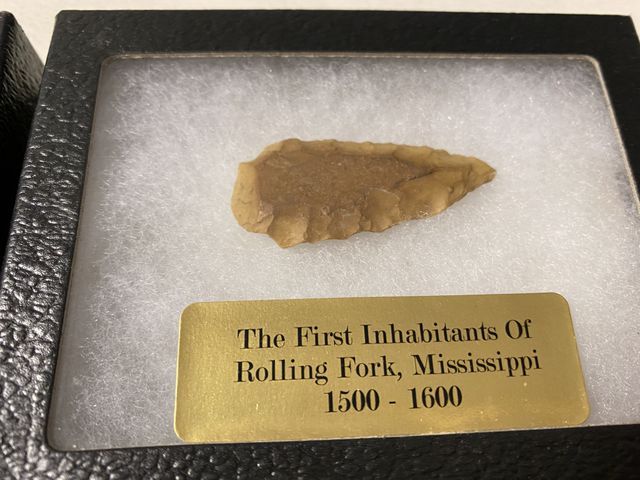 The First Inhabitants Of
Rolling Fork, Mississippi
1500 - 1600